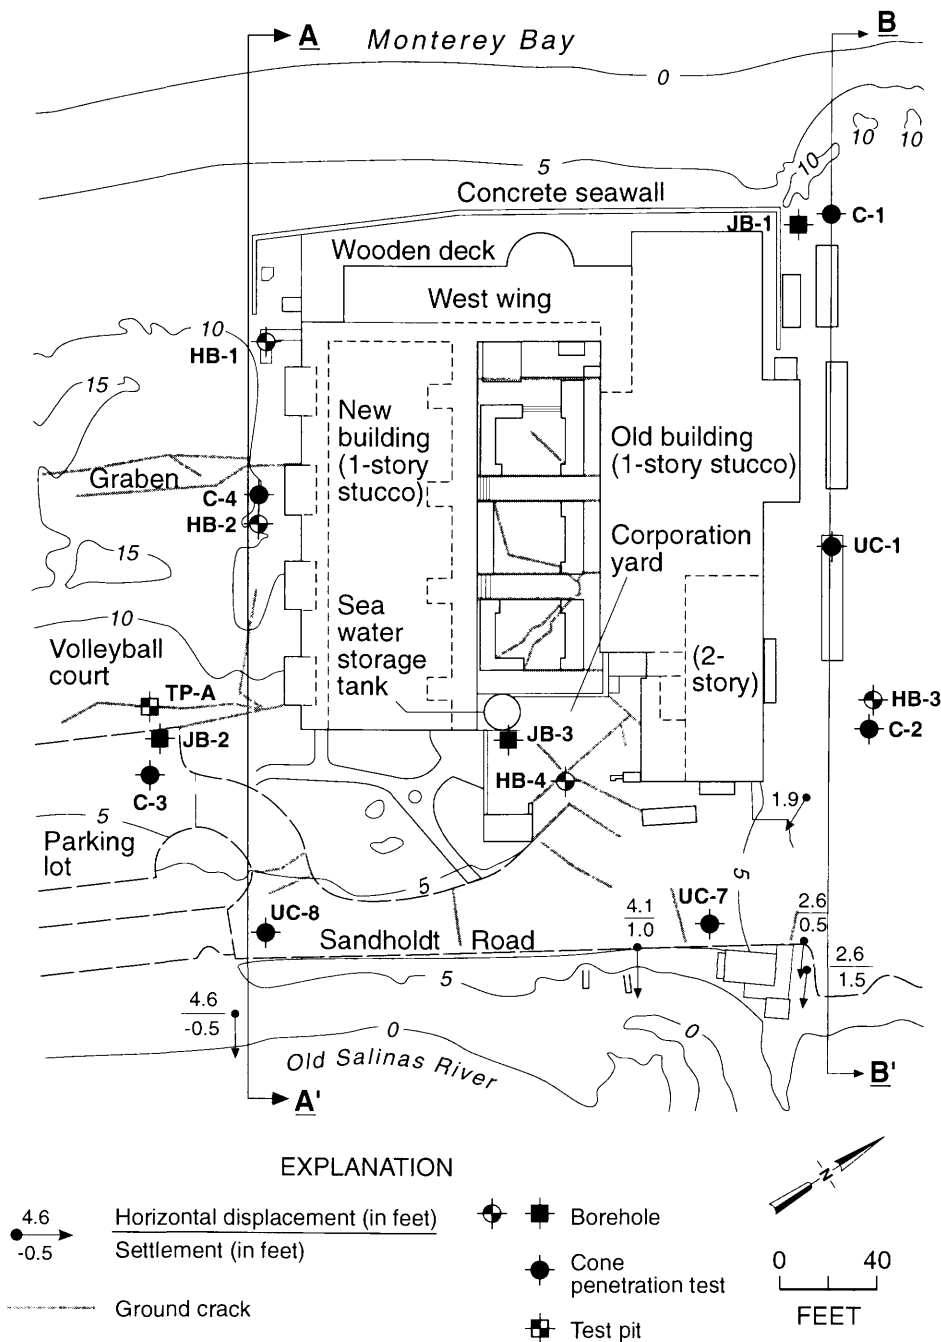 A
B
Monterey Bay
0
10
10
5
10
Concrete seawall
C-1
JB-1
Wooden deck
West wing
10
HB-1
15
New
building
(1-story
stucco)
Old building
(1-story stucco)
Graben
C-4
HB-2
Corporation
yard
UC-1
15
Sea
water
storage
tank
10
Volleyball
court
(2-
story)
TP-A
HB-3
JB-2
JB-3
C-2
C-3
HB-4
1.9
5
Parking
lot
5
5
UC-7
2.6
0.5
4.1
1.0
UC-8
Sandholdt Road
2.6
1.5
5
4.6
-0.5
0
0
Old Salinas River
A'
B'
EXPLANATION
N
4.6
-0.5
Horizontal displacement (in feet)
Settlement (in feet)
Borehole
Cone
penetration test
0 40
FEET
Ground crack
Test pit